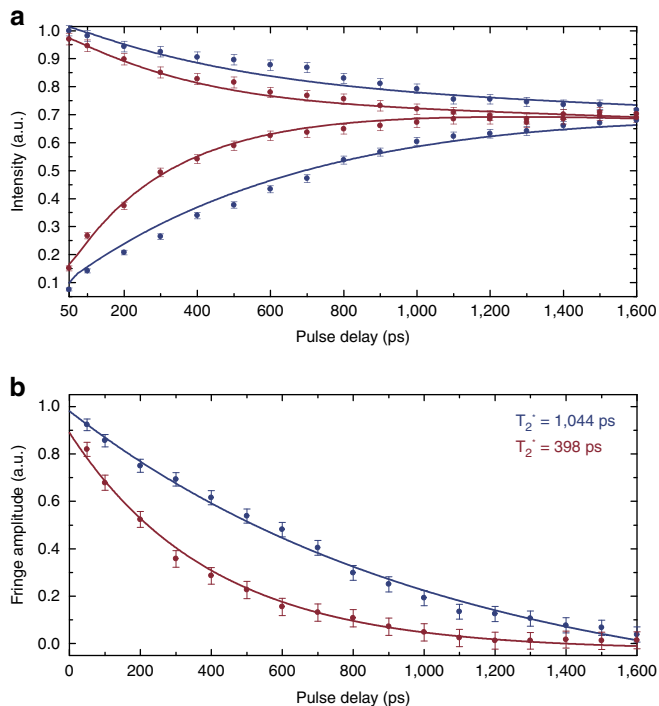 a
1.0
0.9
0.8
0.7
0.6
0.5
0.4
0.3
0.2
0.1
Intensity (a.u.)
50 200 400 600 800 1,000 1,200 1,400 1,600
Pulse delay (ps)
b
1.0
0.8
0.6
0.4
0.2
0.0
Fringe amplitude (a.u.)
T2* = 1,044 ps
T2* = 398 ps
0 200 400 600 800 1,000 1,200 1,400 1,600
Pulse delay (ps)